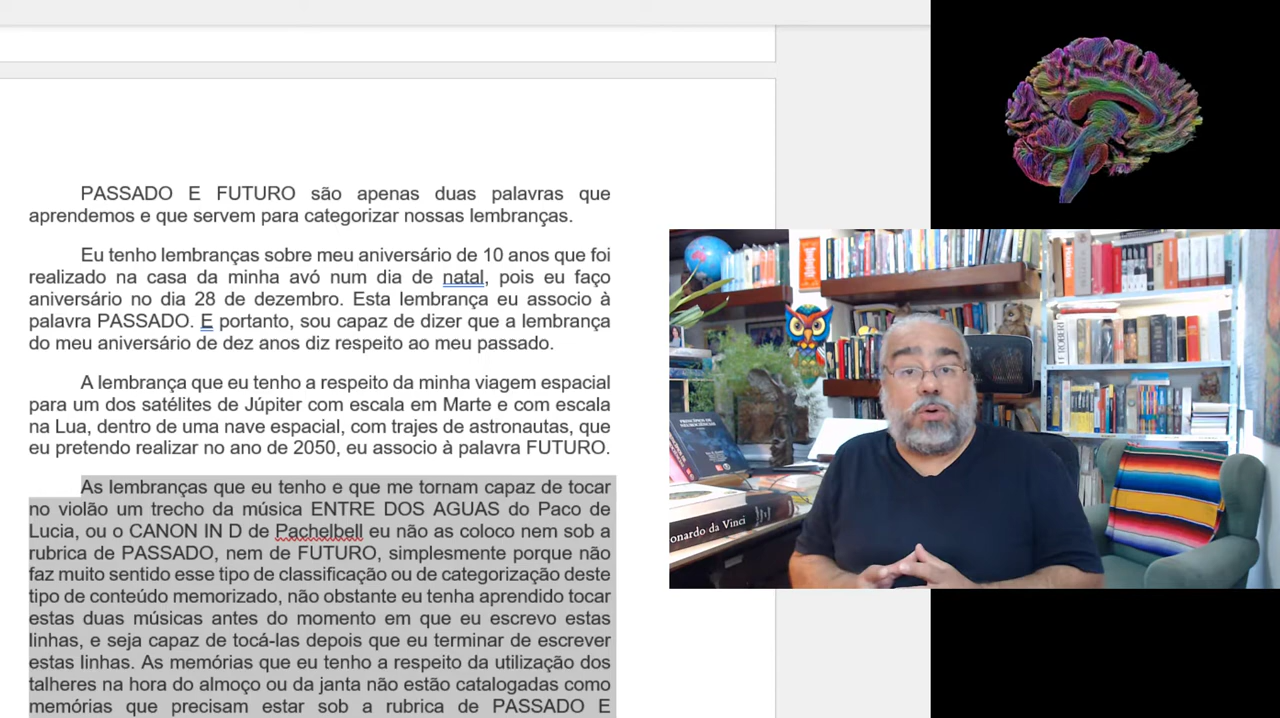 PASSADO E FUTURO são apenas duas palavras que
aprendemos e que servem para categorizar nossas lembranças.
Eu tenho lembranças sobre meu aniversário de 10 anos que foi
realizado na casa da minha avó num dia de natal, pois eu faço
aniversário no dia 28 de dezembro. Esta lembrança eu associo à
palavra PASSADO. E portanto, sou capaz de dizer que a lembrança
do meu aniversário de dez anos diz respeito ao meu passado.
A lembrança que eu tenho a respeito da minha viagem espacial
para um dos satélites de Júpiter com escala em Marte e com escala
na Lua, dentro de uma nave espacial, com trajes de astronautas, que
eu pretendo realizar no ano de 2050, eu associo à palavra FUTURO.
As lembranças que eu tenho e que me tornam capaz de tocar
no violão um trecho da música ENTRE DOS AGUAS do Paco de
Lucia, ou o CANON IN D de Pachelbell eu não as coloco nem sob a
rubrica de PASSADO, nem de FUTURO, simplesmente porque não
faz muito sentido esse tipo de classificação ou de categorização deste
tipo de conteúdo memorizado, não obstante eu tenha aprendido tocar
estas duas músicas antes do momento em que eu escrevo estas
linhas, e seja capaz de tocá-las depois que eu terminar de escrever
estas linhas. As memórias que eu tenho a respeito da utilização dos
talheres na hora do almoço ou da janta não estão catalogadas como
memórias que precisam estar sob a rubrica de PASSADO E
LE ROBERT
onardo da Vinci